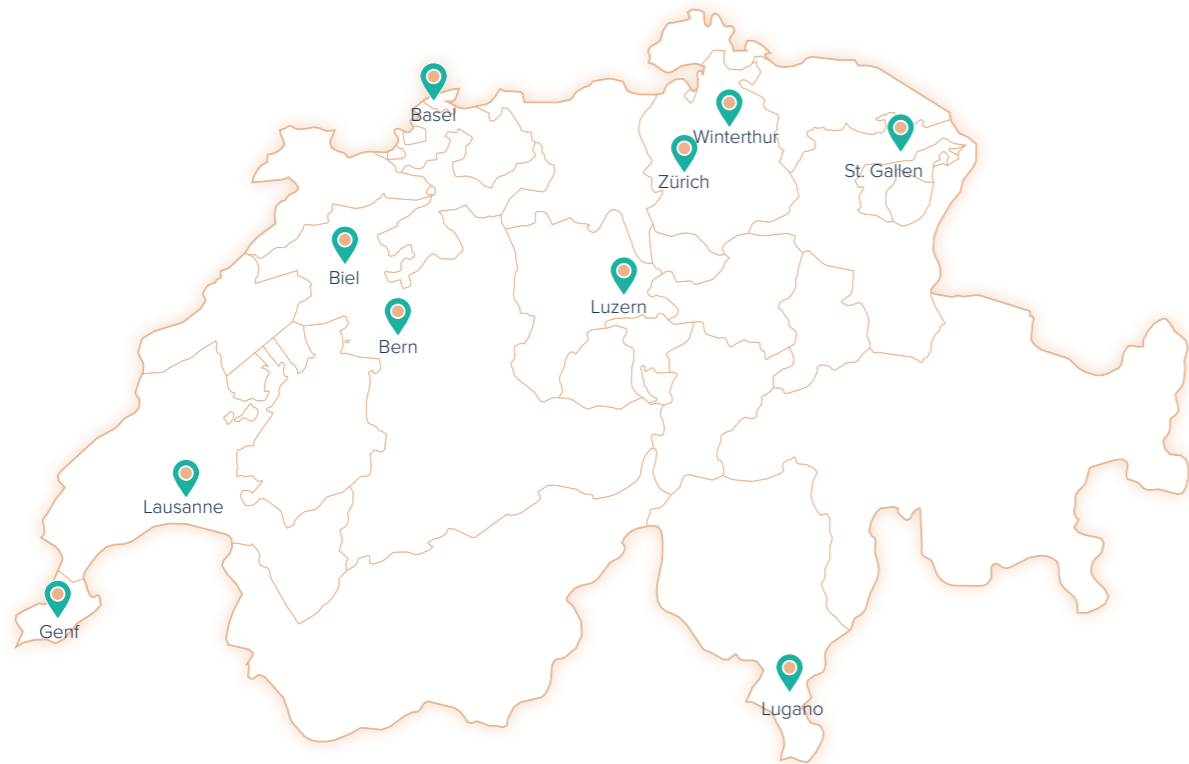 Basel
Winterthur
St. Gallen
Zürich
Biel
Luzern
Bern
Lausanne
Genf
Lugano